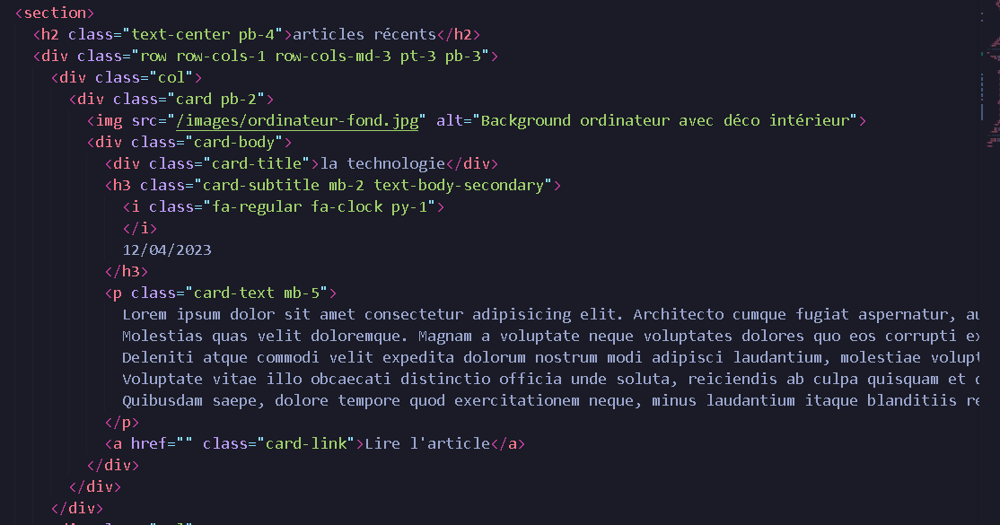 <section>
<h2 class="text-center pb-4">articles récents</h2>
<div class="row row-cols-1 row-cols-md-3 pt-3 pb-3">
<div class="col">
<div class="card pb-2">
<img src="/images/ordinateur-fond.jpg" alt="Background ordinateur avec déco intérieur">
<div class="card-body">
<div class="card-title">la technologie</div>
<h3 class="card-subtitle mb-2 text-body-secondary">
<i class="fa-regular fa-clock py-1">
</i>
12/04/2023
</h3>
<p class="card-text mb-5">
Lorem ipsum dolor sit amet consectetur adipisicing elit. Architecto cumque fugiat aspernatur,
Molestias quas velit doloremque. Magnam a voluptate neque voluptates dolores quo eos corrupti
Deleniti atque commodi velit expedita dolorum nostrum modi adipisci laudantium, molestiae
Voluptate vitae illo obcaecati distinctio officia unde soluta, reiciendis ab culpa quisquam et
Quibusdam saepe, dolore tempore quod exercitationem neque, minus laudantium itaque blanditiis
</p>
<a href="" class="card-link">Lire l'article</a>
</div>
</div>
</div>